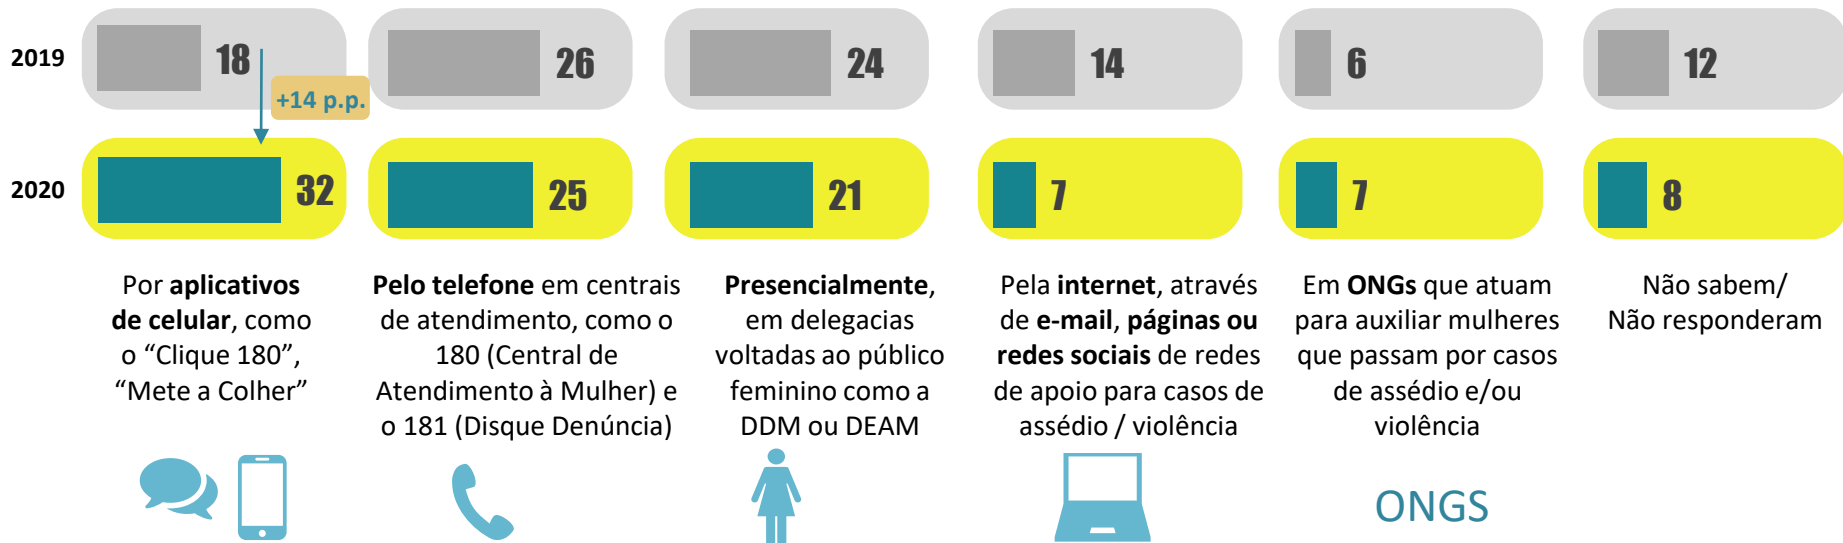 2019
18
26
24
14
6
12
+14 p.p.
2020
32
25
21
7
7
8
Por aplicativos
de celular, como
o “Clique 180”,
“Mete a Colher”
Pelo telefone em centrais
de atendimento, como o
180 (Central de
Atendimento à Mulher) e
o 181 (Disque Denúncia)
Presencialmente,
em delegacias
voltadas ao público
feminino como a
DDM ou DEAM
Pela internet, através
de e-mail, páginas ou
redes sociais de redes
de apoio para casos de
assédio / violência
Em ONGs que atuam
para auxiliar mulheres
que passam por casos
de assédio e/ou
violência
Não sabem/
Não responderam
ONGS